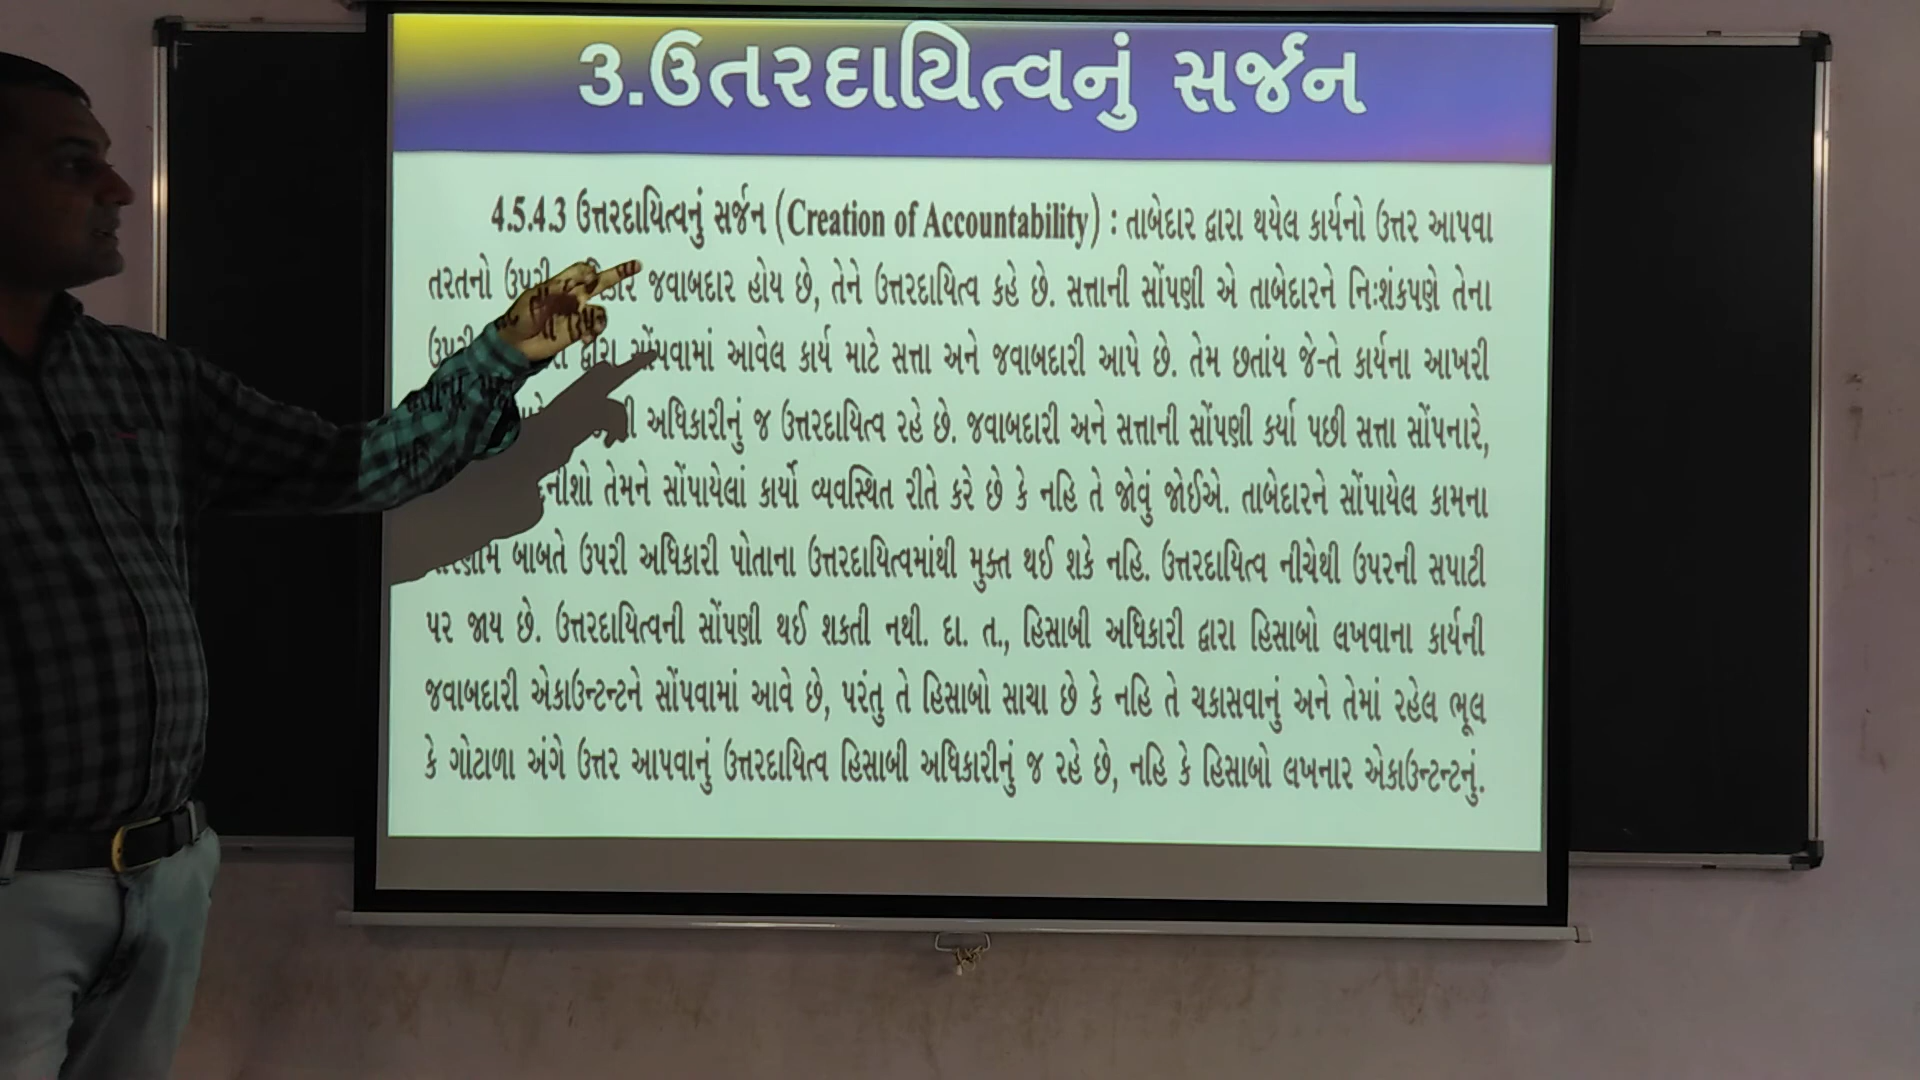 ૩.ઉતરદાયિત્વનું સર્જન
4.5.4.3 ઉત્તરદાયિત્વનું સર્જન (Creation of Accountability) : તાબેદાર દ્વારા થયેલ કાર્યનો ઉત્તર આપવા
તરતનો જવાબદાર હોય છે, તેને ઉત્તરદાયિત્વ કહે છે. સત્તાની સોંપણી એ તાબેદારને નિઃશંકપણે તેના
દ્વારા સોંપવામાં આવેલ કાર્ય માટે સત્તા અને જવાબદારી આપે છે. તેમ છતાંય જે-તે કાર્યના આખરી
અધિકારીનું જ ઉત્તરદાયિત્વ રહે છે. જવાબદારી અને સત્તાની સોંપણી કર્યા પછી સત્તા સોંપનારે,
તેમને સોંપાયેલાં કાર્યો વ્યવસ્થિત રીતે કરે છે કે નહિ તે જોવું જોઈએ. તાબેદારને સોંપાયેલ કામના
બાબતે ઉપરી અધિકારી પોતાના ઉત્તરદાયિત્વમાંથી મુક્ત થઈ શકે નહિ. ઉત્તરદાયિત્વ નીચેથી ઉપરની સપાટી
પર જાય છે. ઉત્તરદાયિત્વની સોંપણી થઈ શકતી નથી. દા. ત., હિસાબી અધિકારી દ્વારા હિસાબો લખવાના કાર્યની
જવાબદારી એકાઉન્ટન્ટને સોંપવામાં આવે છે, પરંતુ તે હિસાબો સાચા છે કે નહિ તે ચકાસવાનું અને તેમાં રહેલ ભૂલ
કે ગોટાળા અંગે ઉત્તર આપવાનું ઉત્તરદાયિત્વ હિસાબી અધિકારીનું જ રહે છે, નહિ કે હિસાબો લખનાર એકાઉન્ટન્ટનું.